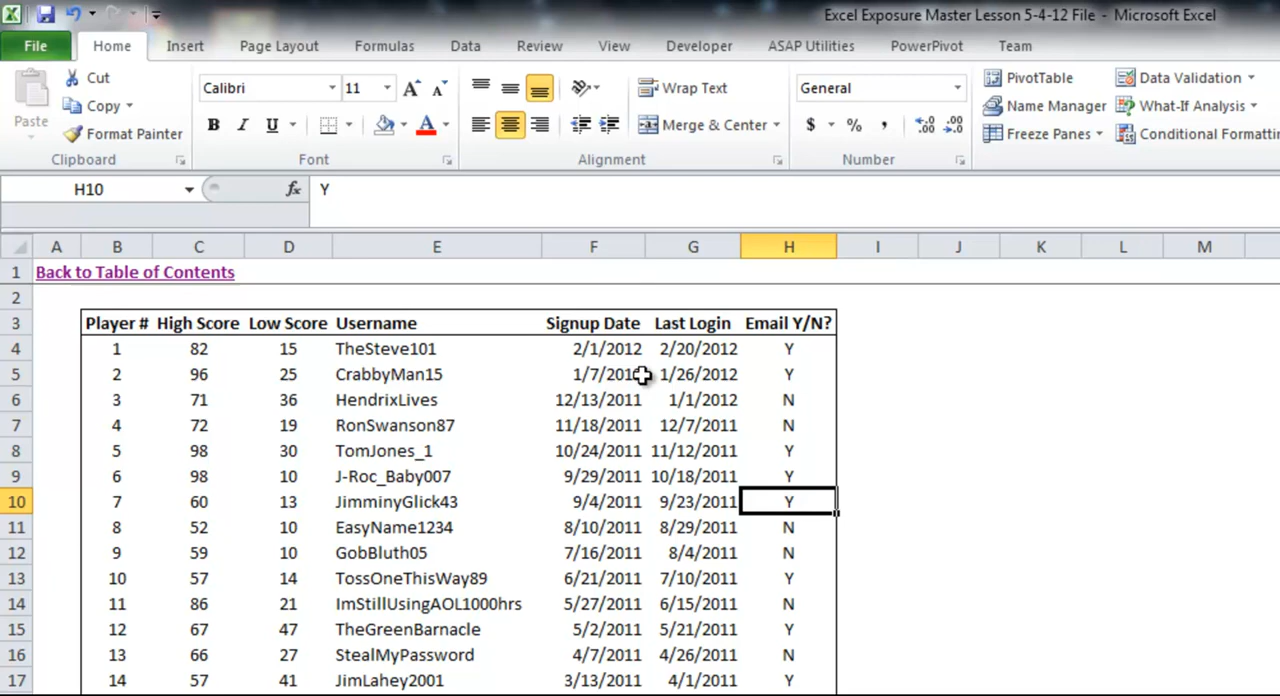 Excel Exposure Master Lesson 5-4-12 File - Microsoft Excel
File Home Insert Page Layout Formulas Data Review View Developer ASAP Utilities PowerPivot Team
Cut Calibri 11 A A Wrap Text General PivotTable Data Validation
Paste Copy Name Manager What-If Analysis
Format Painter B I U A Merge & Center $ % , .00 .00 Freeze Panes Conditional Formatti
Clipboard Font Alignment Number
H10 fx Y
A B C D E F G H I J K L M
1 Back to Table of Contents
2
3 Player # High Score Low Score Username Signup Date Last Login Email Y/N?
4 1 82 15 TheSteve101 2/1/2012 2/20/2012 Y
5 2 96 25 CrabbyMan15 1/26/2012 Y
6 3 71 36 HendrixLives 12/13/2011 1/1/2012 N
7 4 72 19 RonSwanson87 11/18/2011 12/7/2011 N
8 5 98 30 TomJones_1 10/24/2011 11/12/2011 Y
9 6 98 10 J-Roc_Baby007 9/29/2011 10/18/2011 Y
10 7 60 13 JimminyGlick43 9/4/2011 9/23/2011 Y
11 8 52 10 EasyName1234 8/10/2011 8/29/2011 N
12 9 59 10 GobBluth05 7/16/2011 8/4/2011 N
13 10 57 14 TossOneThisWay89 6/21/2011 7/10/2011 Y
14 11 86 21 ImStillUsingAOL1000hrs 5/27/2011 6/15/2011 N
15 12 67 47 TheGreenBarnacle 5/2/2011 5/21/2011 Y
16 13 66 27 StealMyPassword 4/7/2011 4/26/2011 N
17 14 57 41 JimLahey2001 3/13/2011 4/1/2011 Y